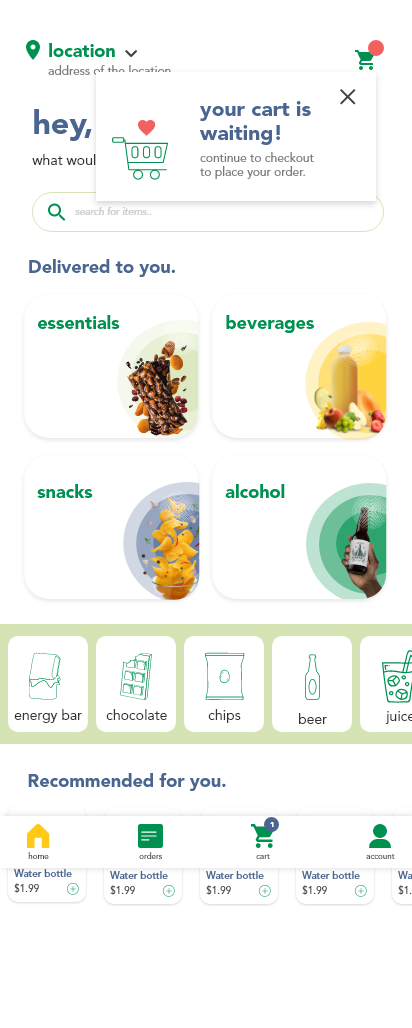 location
address of the location
hey,
your cart is
waiting!
continue to checkout
to place your order.
what woul
search for items..
Delivered to you.
essentials
beverages
snacks
alcohol
energy bar
chocolate
chips
beer
juice
Recommended for you.
1
home
orders
cart
account
Water bottle
$1.99
Water bottle
$1.99
Water bottle
$1.99
Water bottle
$1.99
Wa
$1.